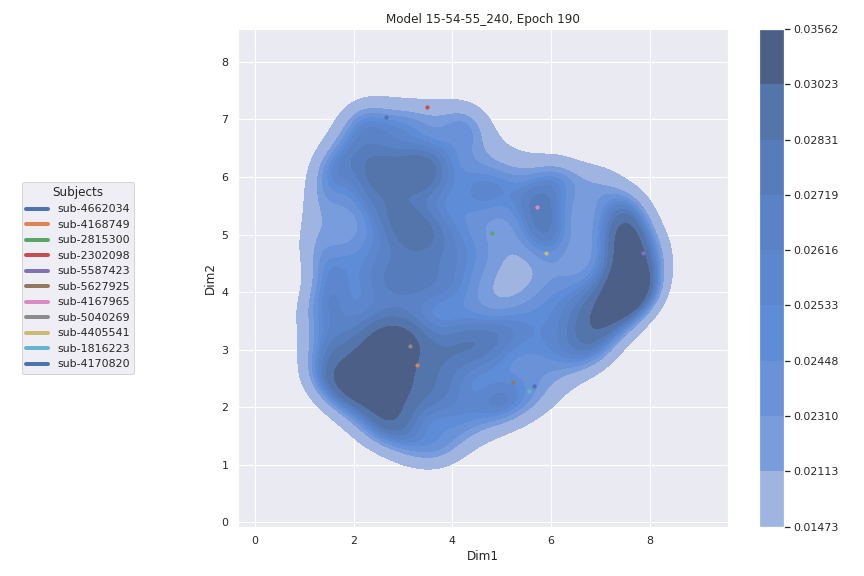 Model 15-54-55_240, Epoch 190
Subjects
sub-4662034
sub-4168749
sub-2815300
sub-2302098
sub-5587423
sub-5627925
sub-4167965
sub-5040269
sub-4405541
sub-1816223
sub-4170820
Dim2
8
7
6
5
4
3
2
1
0
0 2 4 6 8
Dim1
0.03562
0.03023
0.02831
0.02719
0.02616
0.02533
0.02448
0.02310
0.02113
0.01473